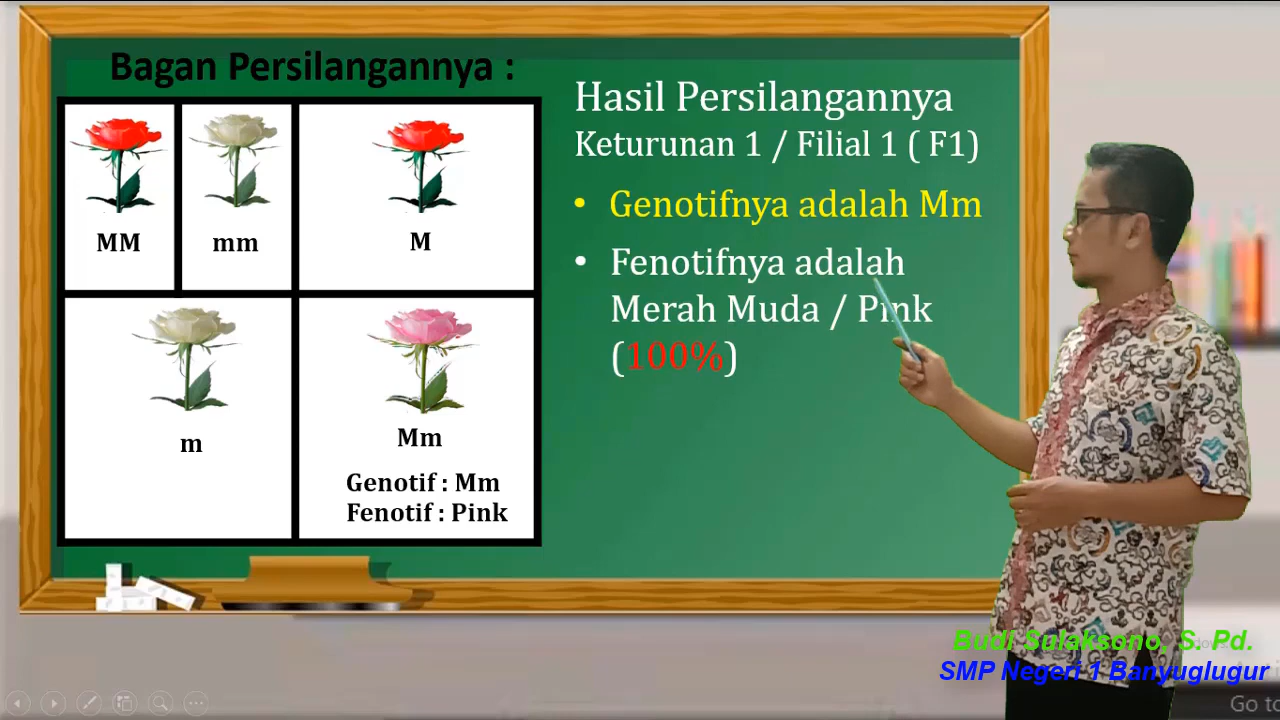 Bagan Persilangannya :
MM
mm
M
m
Mm
Genotif : Mm
Fenotif : Pink
Hasil Persilangannya
Keturunan 1 / Filial 1 ( F1)
• Genotifnya adalah Mm
• Fenotifnya adalah
Merah Muda / Pink
(100%)
Budi Sulaksono, S. Pd.
SMP Negeri 1 Banyuglugur
Go to